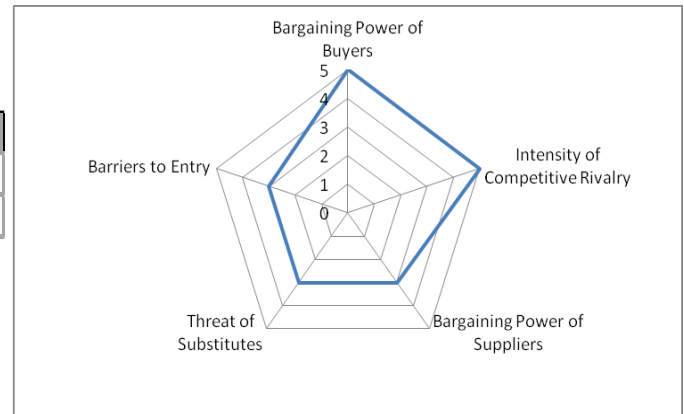 Bargaining Power of
Buyers
5
4
3
2
1
0
Intensity of
Competitive Rivalry
Barriers to Entry
Bargaining Power of
Suppliers
Threat of
Substitutes